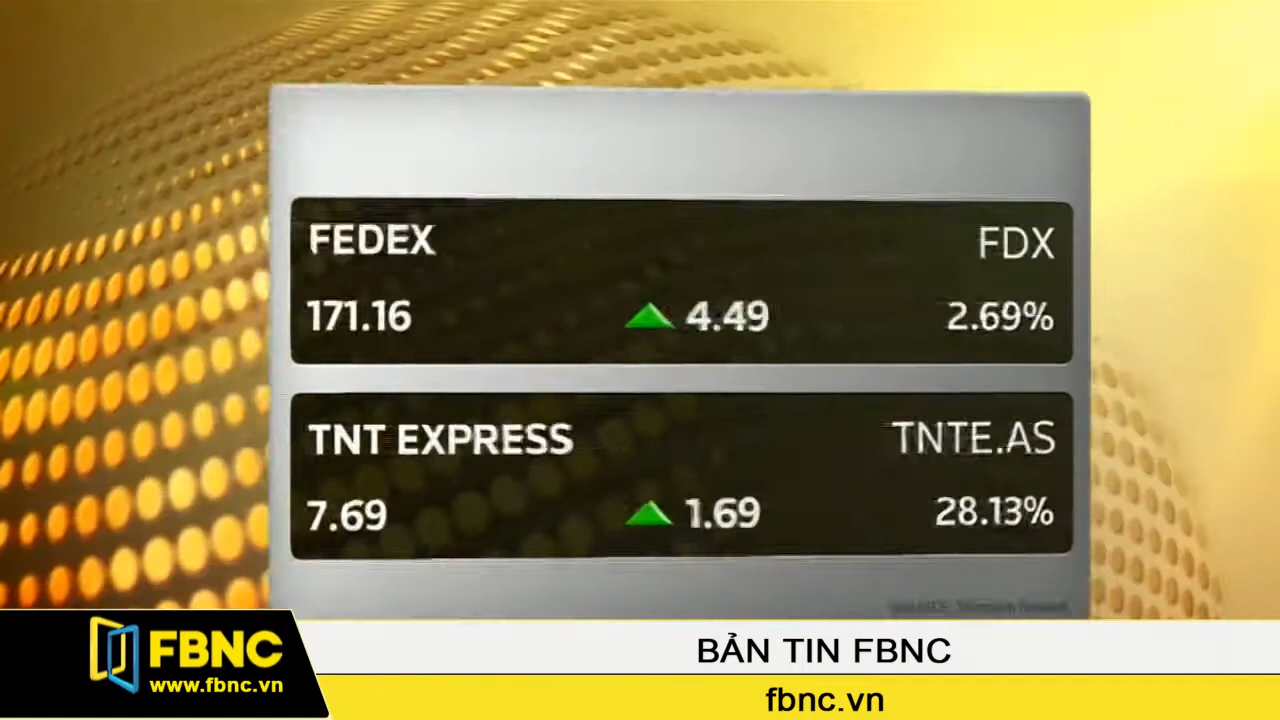 FEDEX FDX
171.16 4.49 2.69%
TNT EXPRESS TNTE.AS
7.69 1.69 28.13%
FBNC
www.fbnc.vn
BẢN TIN FBNC
fbnc.vn